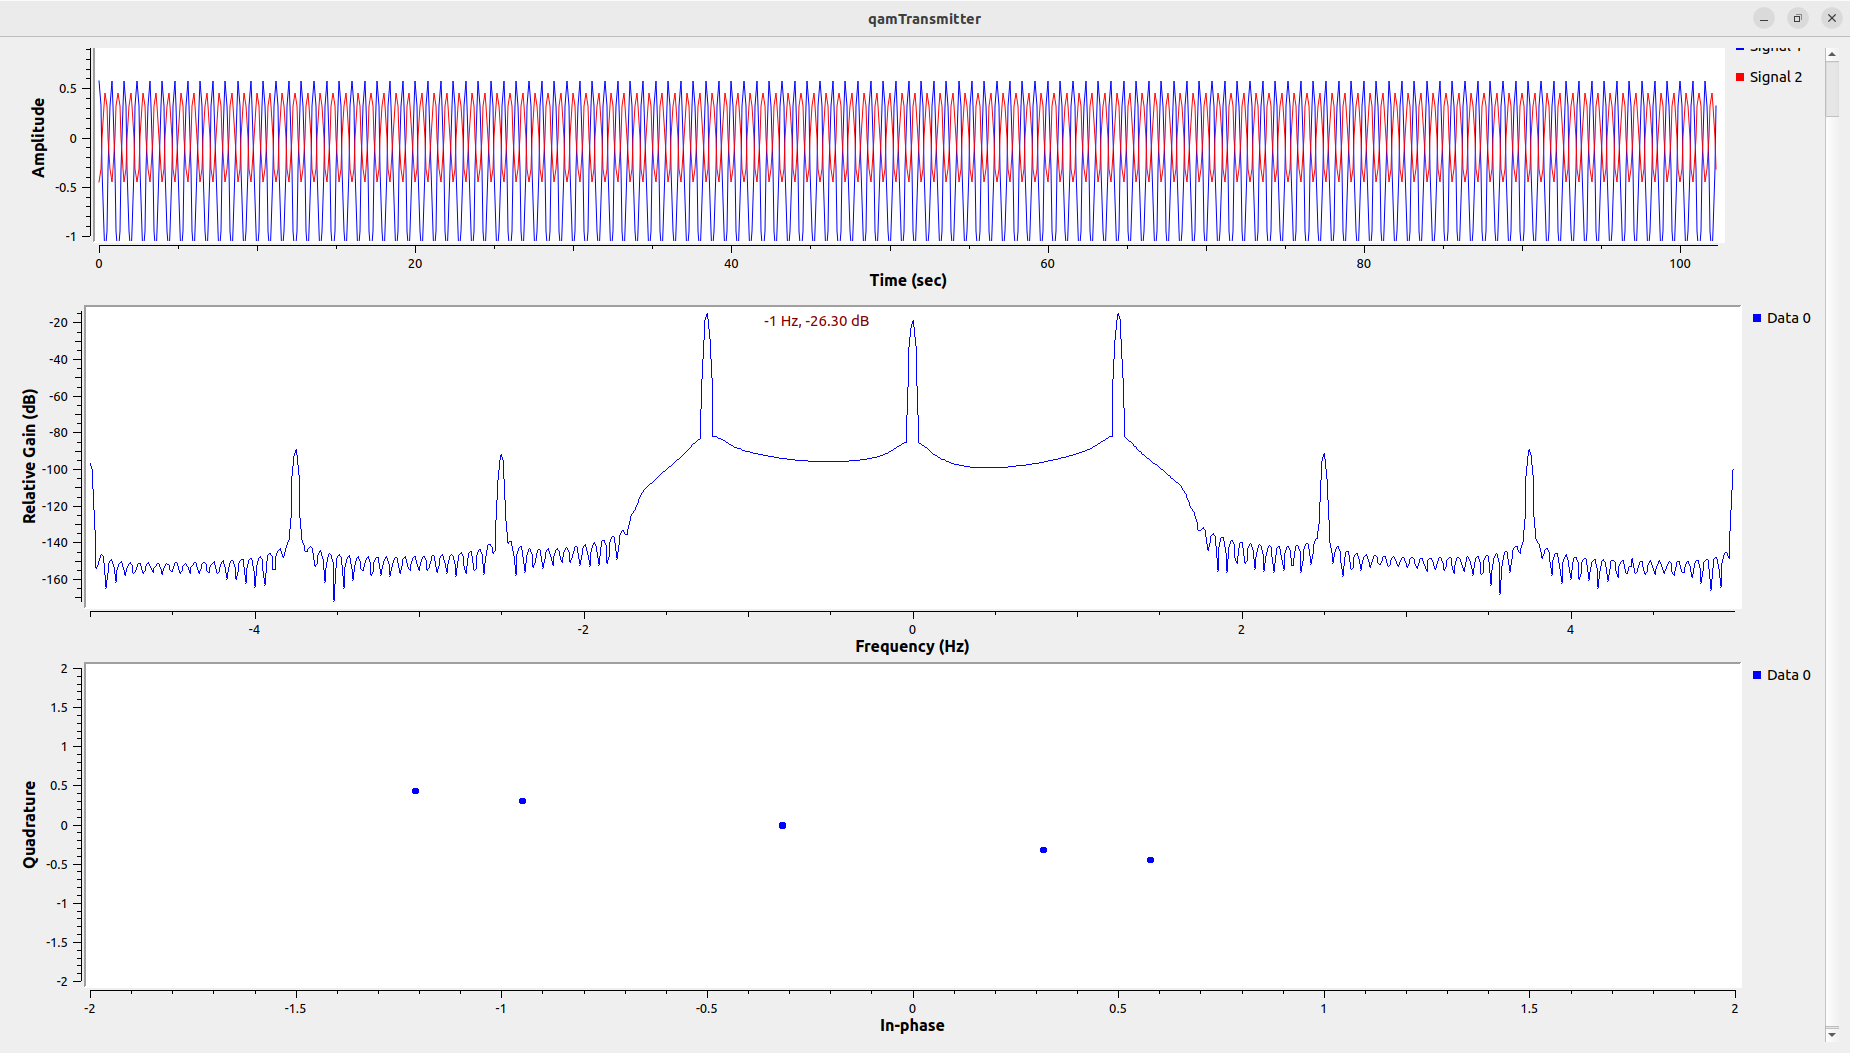 qamTransmitter
Signal 1
Signal 2
Amplitude
0.5
0
-0.5
-1
0 20 40 60 80 100
Time (sec)
Relative Gain (dB)
-20
-40
-60
-80
-100
-120
-140
-160
-1 Hz, -26.30 dB
Data 0
-4 -2 0 2 4
Frequency (Hz)
Quadrature
2
1.5
1
0.5
0
-0.5
-1
-1.5
-2
Data 0
-2 -1.5 -1 -0.5 0 0.5 1 1.5 2
In-phase